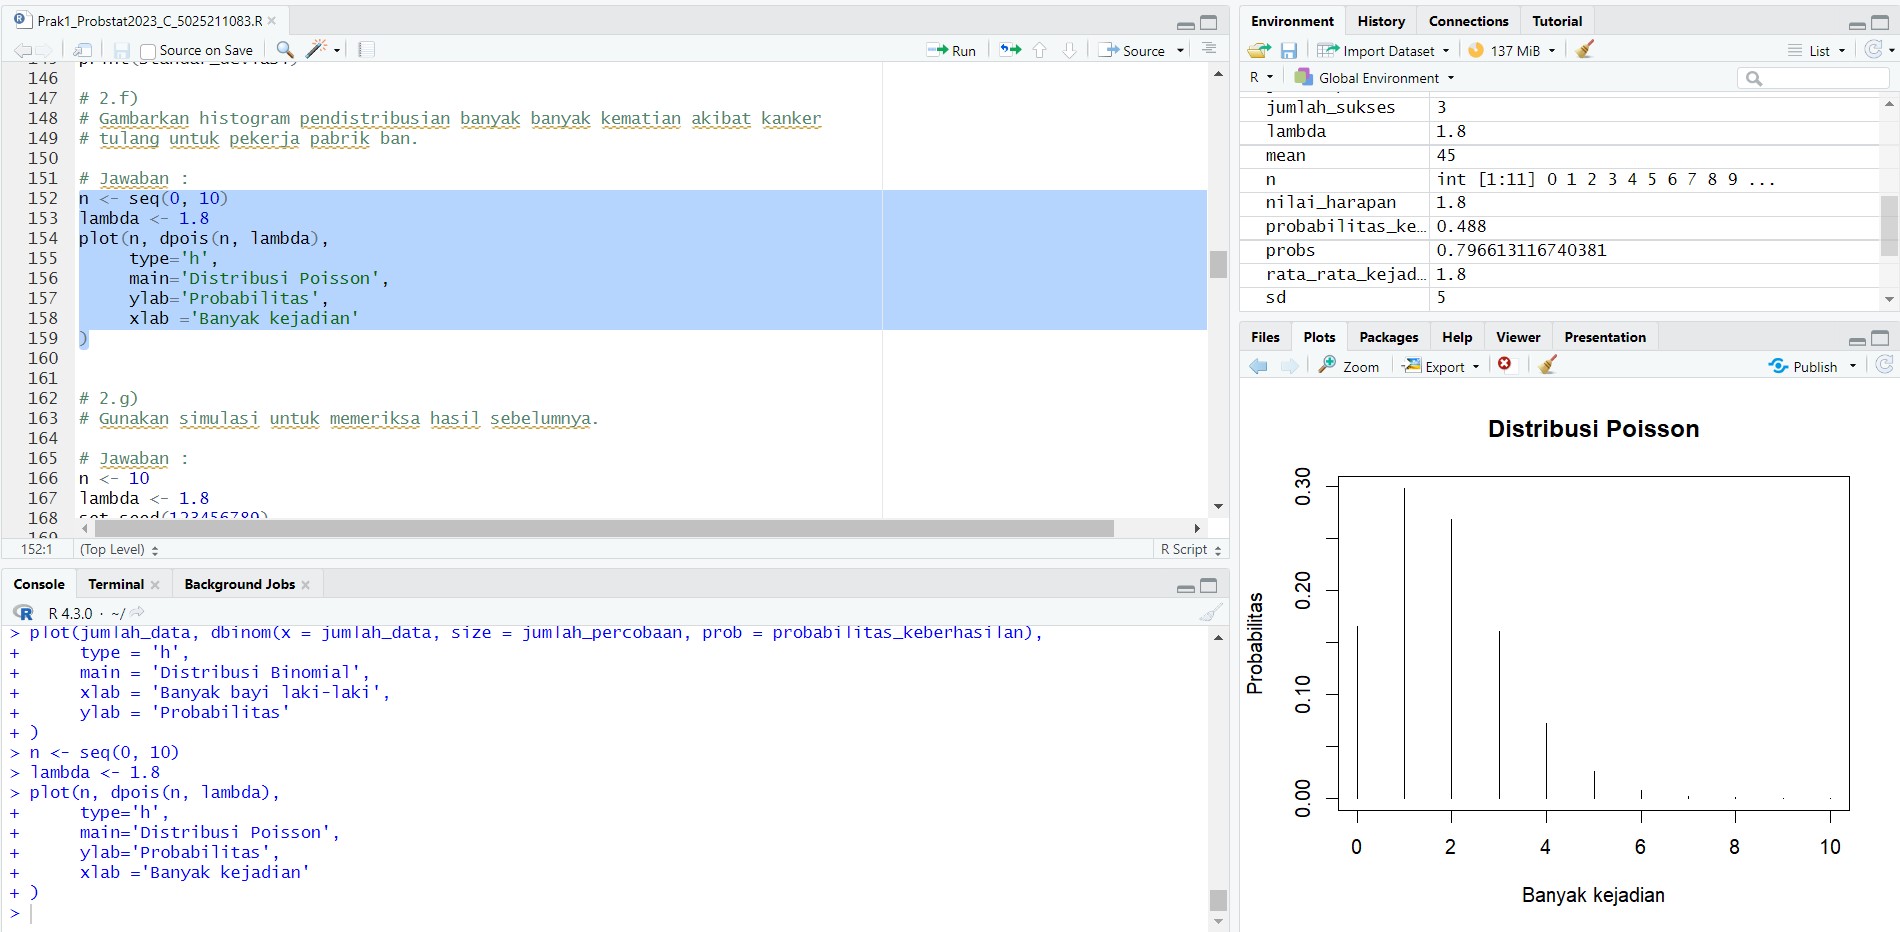 Prak1_Probstat2023_C_5025211083.R
Source on Save
Run
Source
146
147 # 2.f)
148 # Gambarkan histogram pendistribusian banyak banyak kematian akibat kanker
149 # tulang untuk pekerja pabrik ban.
150
151 # Jawaban :
152 n <- seq(0, 10)
153 lambda <- 1.8
154 plot(n, dpois(n, lambda),
155 type='h',
156 main='Distribusi Poisson',
157 ylab='Probabilitas',
158 xlab ='Banyak kejadian'
159 )
160
161
162 # 2.g)
163 # Gunakan simulasi untuk memeriksa hasil sebelumnya.
164
165 # Jawaban :
166 n <- 10
167 lambda <- 1.8
168 set.seed(123456789)
169
152:1 (Top Level) R Script
Console Terminal Background Jobs
R 4.3.0 · ~/
> plot(jumlah_data, dbinom(x = jumlah_data, size = jumlah_percobaan, prob = probabilitas_keberhasilan),
+ type = 'h',
+ main = 'Distribusi Binomial',
+ xlab = 'Banyak bayi laki-laki',
+ ylab = 'Probabilitas'
+ )
> n <- seq(0, 10)
> lambda <- 1.8
> plot(n, dpois(n, lambda),
+ type='h',
+ main='Distribusi Poisson',
+ ylab='Probabilitas',
+ xlab ='Banyak kejadian'
+ )
>
Environment History Connections Tutorial
Import Dataset 137 MiB List
R Global Environment
jumlah_sukses 3
lambda 1.8
mean 45
n int [1:11] 0 1 2 3 4 5 6 7 8 9 ...
nilai_harapan 1.8
probabilitas_ke… 0.488
probs 0.796613116740381
rata_rata_kejad… 1.8
sd 5
Files Plots Packages Help Viewer Presentation
Zoom Export Publish
Distribusi Poisson
Probabilitas
0.30
0.20
0.10
0.00
0 2 4 6 8 10
Banyak kejadian